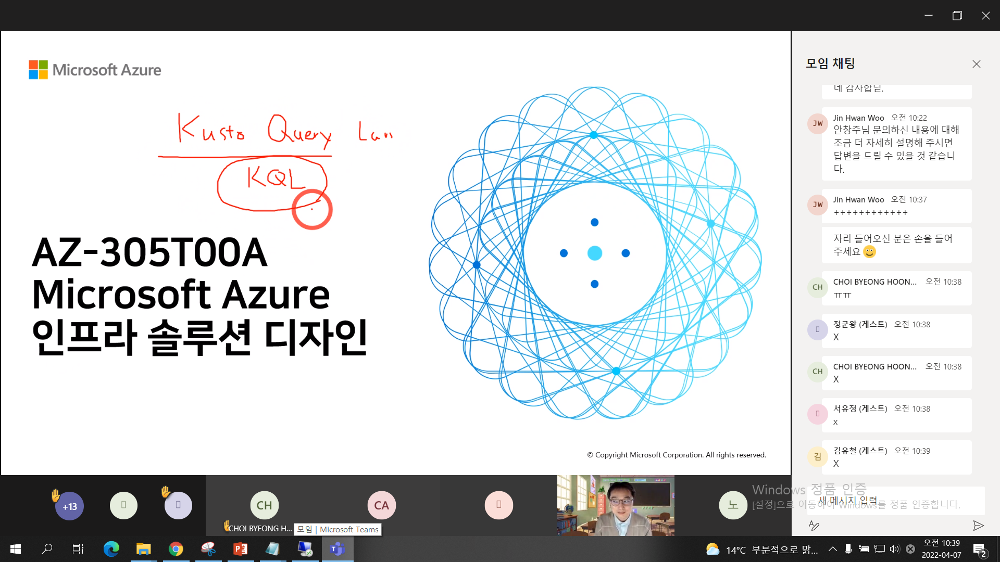 Microsoft Azure
Kusto Query Lan
KQL
AZ-305T00A
Microsoft Azure
인프라 솔루션 디자인
© Copyright Microsoft Corporation. All rights reserved.
모임 채팅
네 감사합닏.
JW
Jin Hwan Woo 오전 10:22
안창주님 문의하신 내용에 대해
조금 더 자세히 설명해 주시면
답변을 드릴 수 있을 것 같습니
다.
JW
Jin Hwan Woo 오전 10:37
++++++++++++
자리 들어오신 분은 손을 들어
주세요
CH
CHOI BYEONG HOON... 오전 10:38
ㅠㅠ
정군왕 (게스트) 오전 10:38
X
CH
CHOI BYEONG HOON... 오전 10:38
X
서유정 (게스트) 오전 10:38
x
김
김유철 (게스트) 오전 10:39
X
Windows 정품 인증
[설정]으로 이동하여 Windows를 정품 인증합니다.
새 메시지 입력
+13
CH
CHOI BYEONG H...
CA
노
모임 | Microsoft Teams
14°C 부분적으로 맑...
오전 10:39
2022-04-07
2